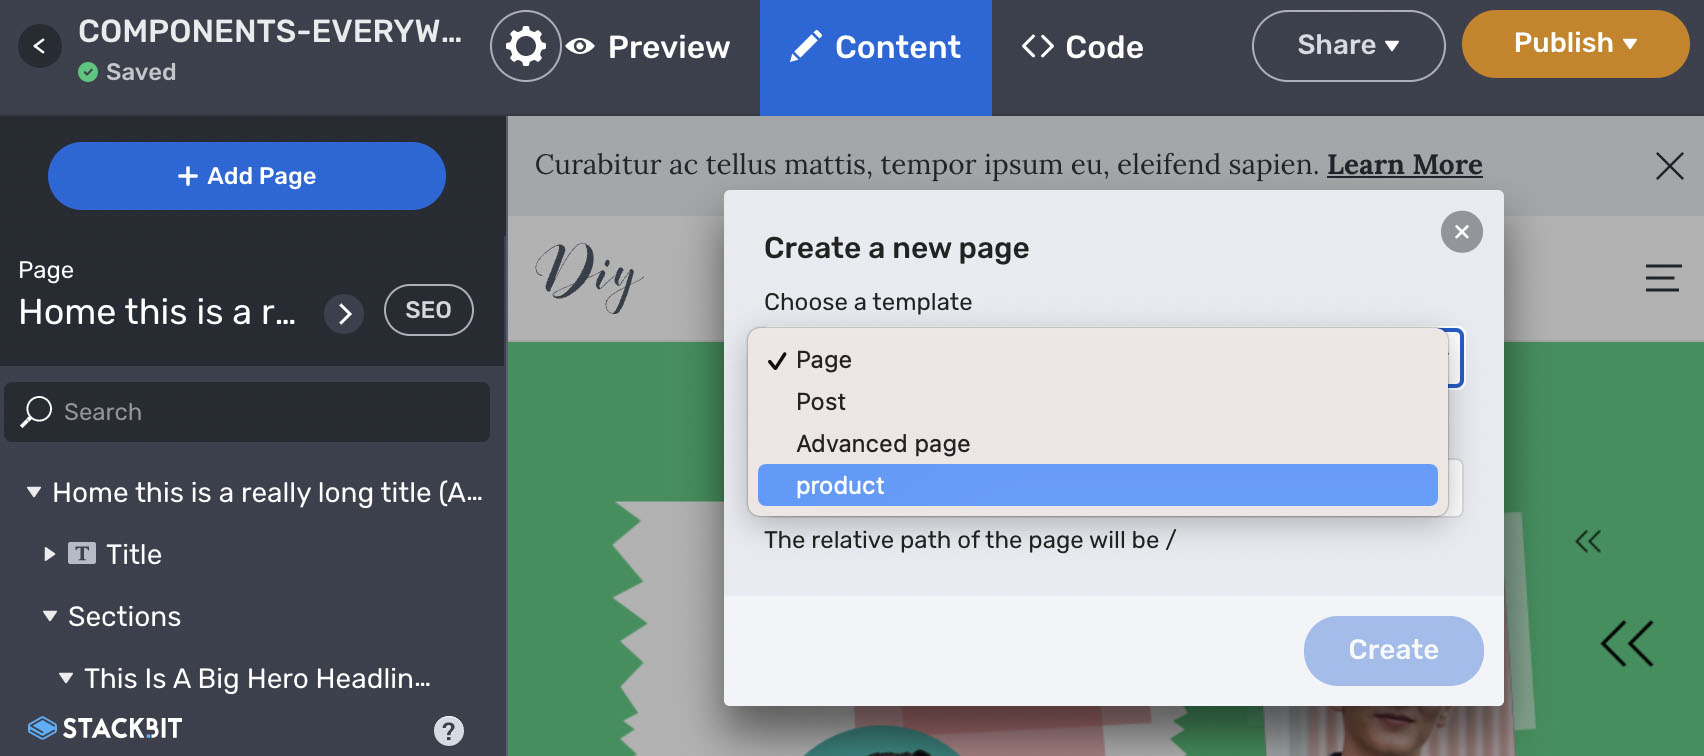 COMPONENTS-EVERYW...
Saved
Preview
Content
Code
Share
Publish
+ Add Page
Page
Home this is a r...
SEO
Search
Home this is a really long title (A...
T Title
Sections
This Is A Big Hero Headlin...
STACKBIT
?
Curabitur ac tellus mattis, tempor ipsum eu, eleifend sapien. Learn More
Diy
Create a new page
Choose a template
Page
Post
Advanced page
product
The relative path of the page will be /
Create